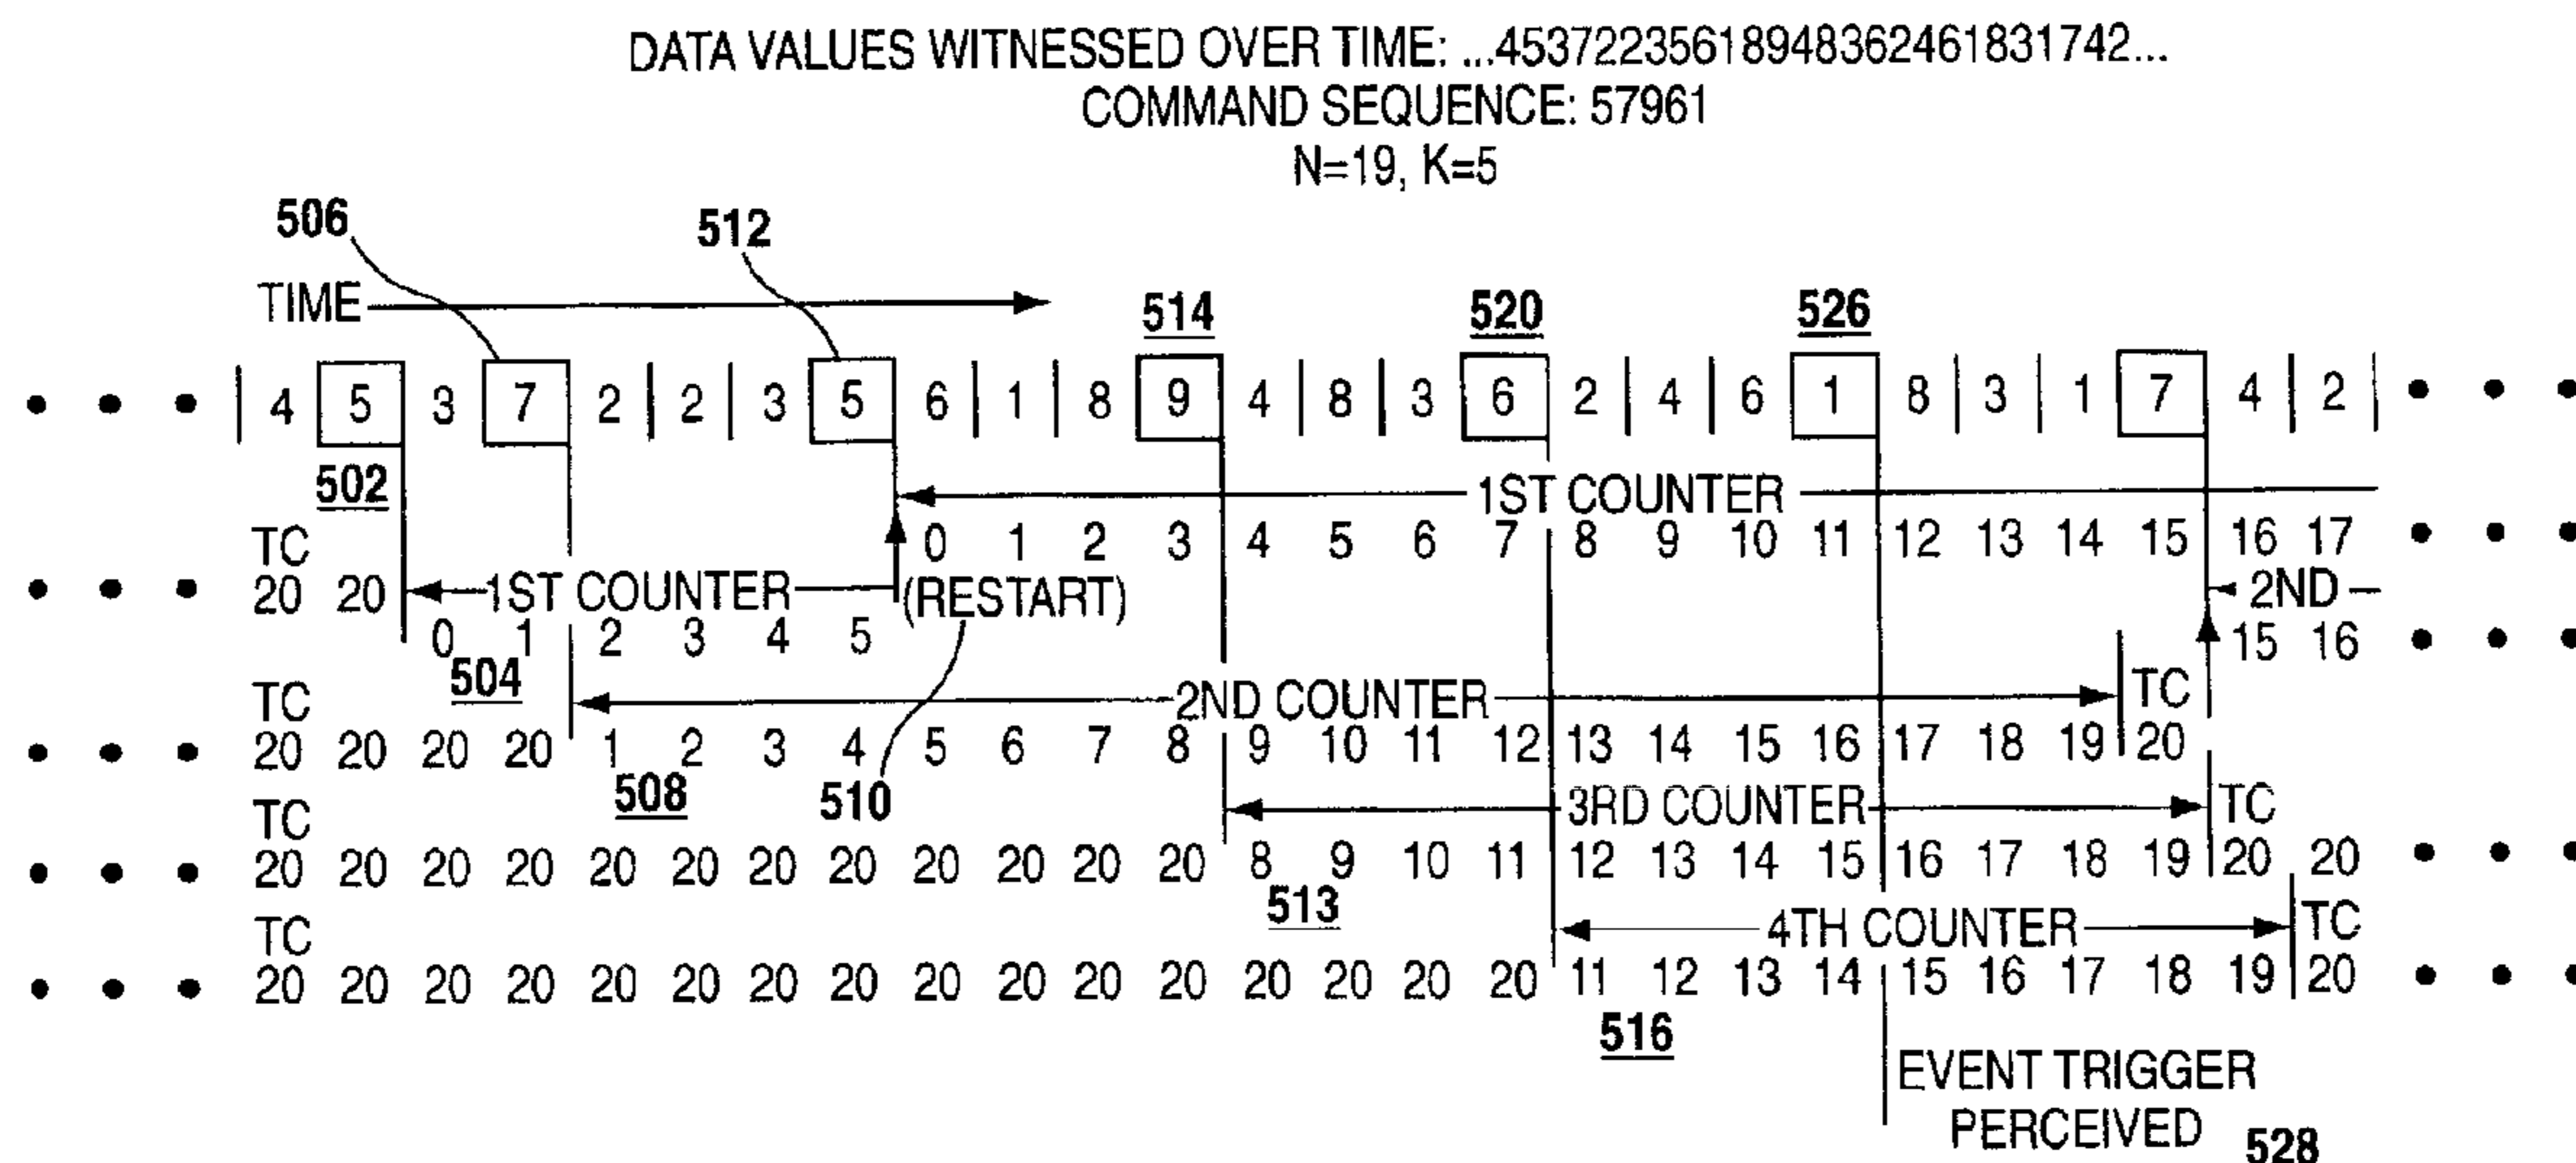 DATA VALUES WITNESSED OVER TIME: ...45372235618948362461831742...
COMMAND SEQUENCE: 57961
N=19, K=5
506
512
TIME
514
520
526
4 5 3 7 2 2 3 5 6 1 8 9 4 8 3 6 2 4 6 1 8 3 1 7 4 2
502
1ST COUNTER
TC
0 1 2 3 4 5 6 7 8 9 10 11 12 13 14 15 16 17
20 20
1ST COUNTER
(RESTART)
2ND
0 1 2 3 4 5
15 16
504
TC
2ND COUNTER
TC
20 20 20 20 1 2 3 4 5 6 7 8 9 10 11 12 13 14 15 16 17 18 19 20
508
510
TC
3RD COUNTER
TC
20 20 20 20 20 20 20 20 20 20 20 20 8 9 10 11 12 13 14 15 16 17 18 19 20 20
513
TC
4TH COUNTER
TC
20 20 20 20 20 20 20 20 20 20 20 20 20 20 20 20 11 12 13 14 15 16 17 18 19 20
516
EVENT TRIGGER
PERCEIVED
528